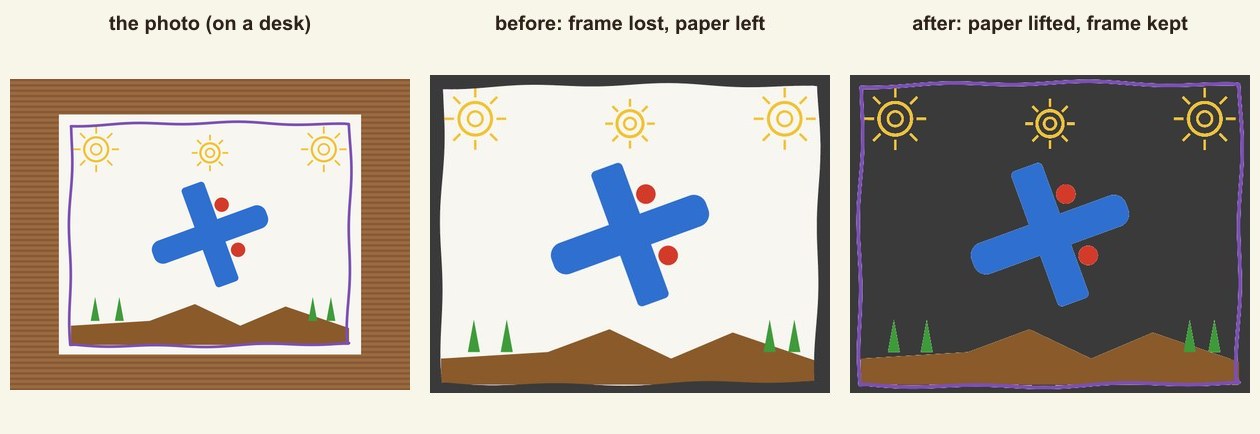 the photo (on a desk)
before: frame lost, paper left
after: paper lifted, frame kept